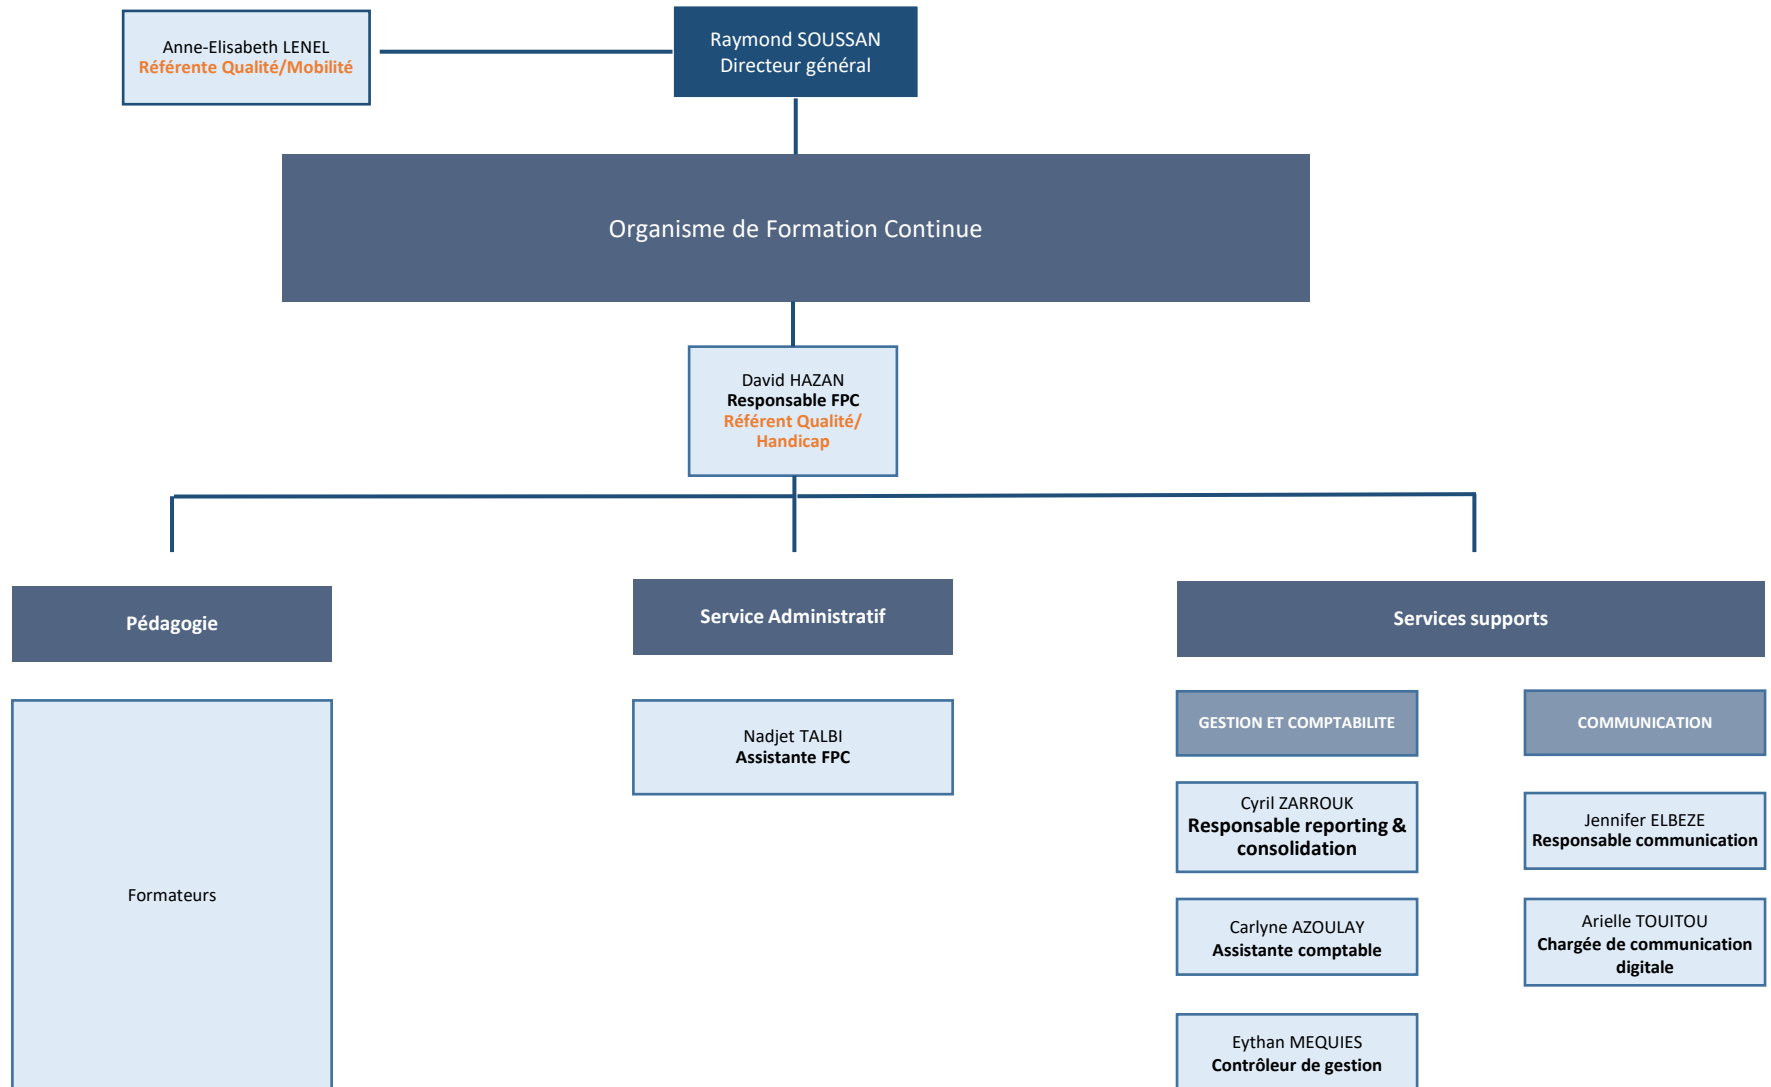 Anne-Elisabeth LENEL
Référente Qualité/Mobilité
Raymond SOUSSAN
Directeur général
Organisme de Formation Continue
David HAZAN
Responsable FPC
Référent Qualité/
Handicap
Pédagogie
Formateurs
Service Administratif
Nadjet TALBI
Assistante FPC
Services supports
GESTION ET COMPTABILITE
Cyril ZARROUK
Responsable reporting &
consolidation
Carlyne AZOULAY
Assistante comptable
Eythan MEQUIES
Contrôleur de gestion
COMMUNICATION
Jennifer ELBEZE
Responsable communication
Arielle TOUITOU
Chargée de communication
digitale